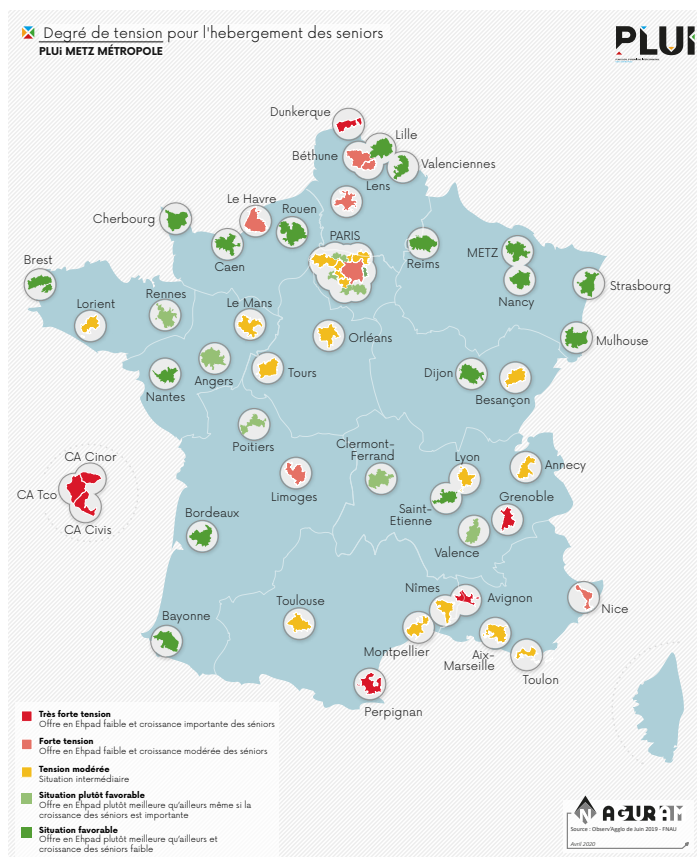 Degré de tension pour l'hebergement des seniors
PLUi METZ MÉTROPOLE
PLUi
Dunkerque
Lille
Béthune
Valenciennes
Lens
Le Havre
Rouen
Cherbourg
PARIS
Caen
Reims
METZ
Brest
Nancy
Strasbourg
Lorient
Rennes
Le Mans
Orléans
Mulhouse
Nantes
Angers
Tours
Dijon
Besançon
Poitiers
Clermont-
Ferrand
Lyon
Annecy
CA Cinor
CA Tco
CA Civis
Limoges
Grenoble
Saint-
Etienne
Bordeaux
Valence
Nîmes
Avignon
Nice
Toulouse
Bayonne
Montpellier
Aix-
Marseille
Toulon
Perpignan
Très forte tension
Offre en Ehpad faible et croissance importante des séniors
Forte tension
Offre en Ehpad faible et croissance modérée des séniors
Tension modérée
Situation intermédiaire
Situation plutôt favorable
Offre en Ehpad plutôt meilleure qu'ailleurs même si la
croissance des séniors est importante
Situation favorable
Offre en Ehpad plutôt meilleure qu'ailleurs et
croissance des séniors faible
N
AGURAM
Source : Observ'Agglo de Juin 2019 - FNAU
Avril 2020